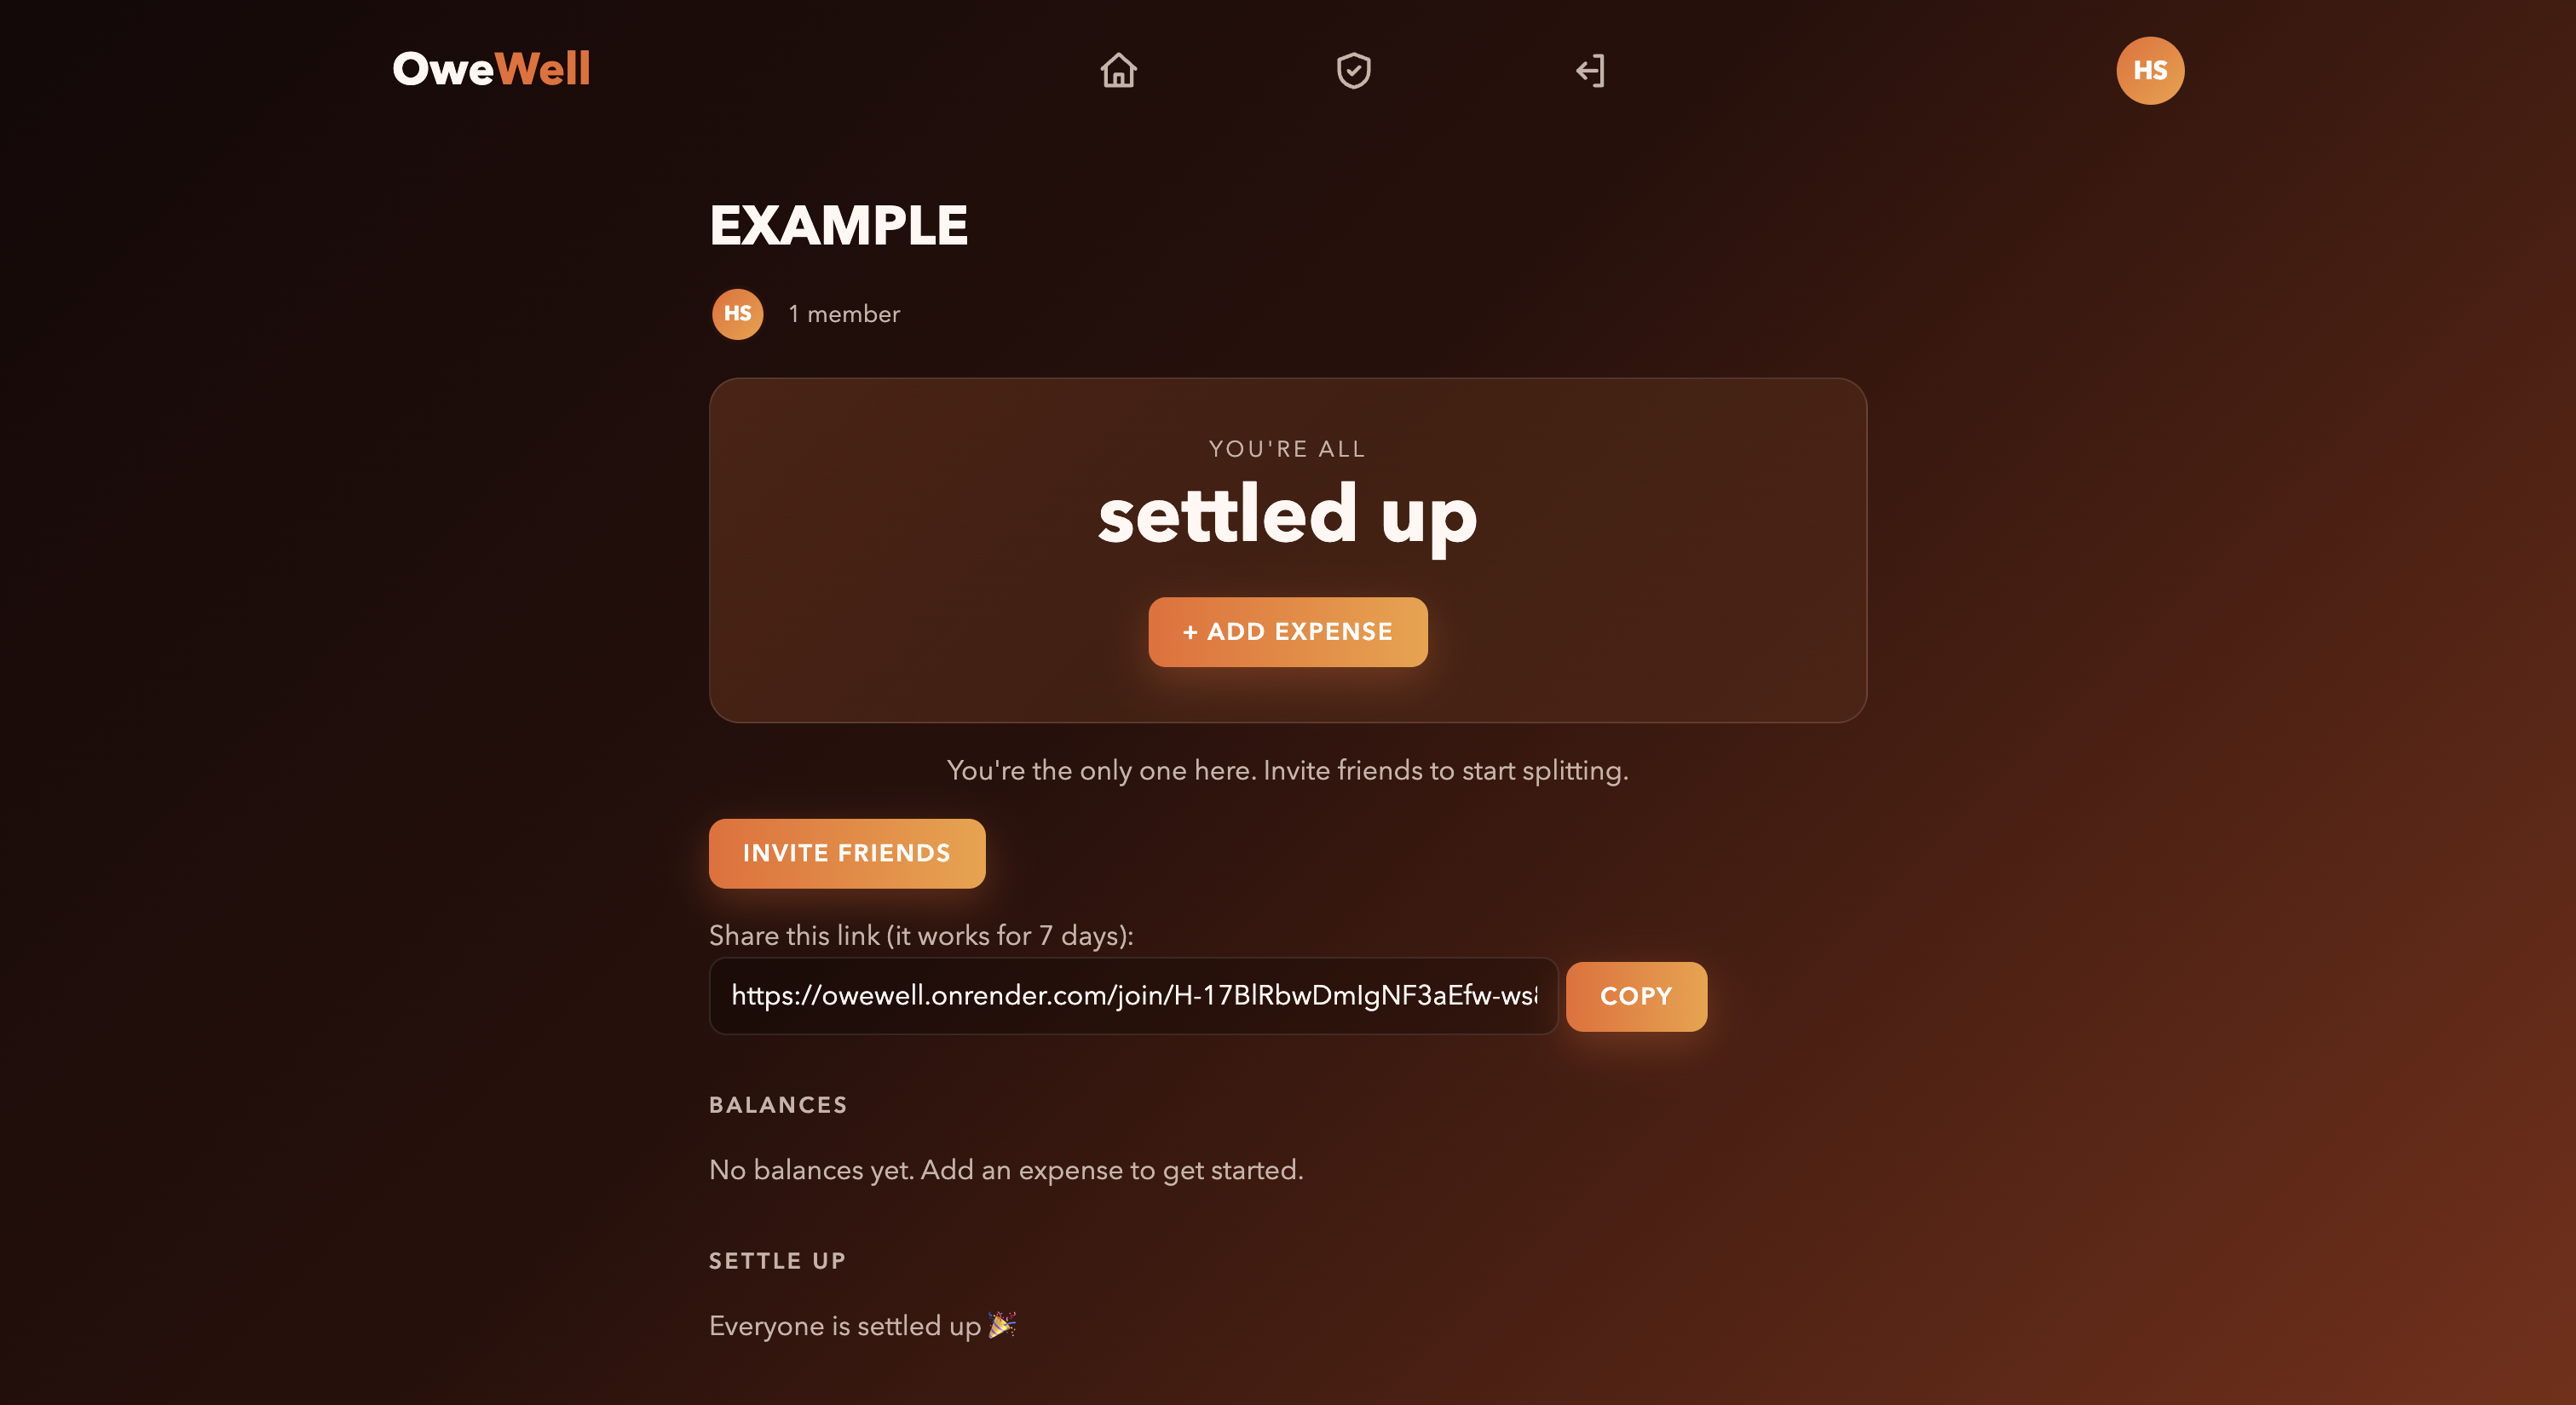 OweWell
HS
EXAMPLE
HS 1 member
YOU'RE ALL
settled up
+ ADD EXPENSE
You're the only one here. Invite friends to start splitting.
INVITE FRIENDS
Share this link (it works for 7 days):
https://owewell.onrender.com/join/H-17BlRbwDmIgNF3aEfw-ws
COPY
BALANCES
No balances yet. Add an expense to get started.
SETTLE UP
Everyone is settled up 🎉